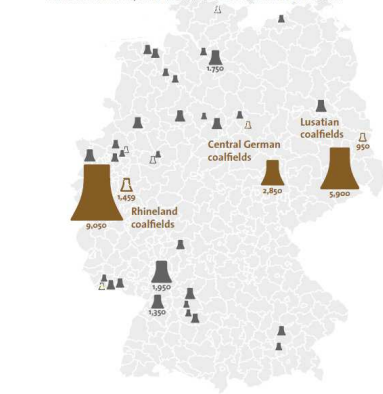 1,750
Lusatian
coalfields
950
Central German
coalfields
2,850
5,900
1,459
Rhineland
coalfields
9,050
1,950
1,350